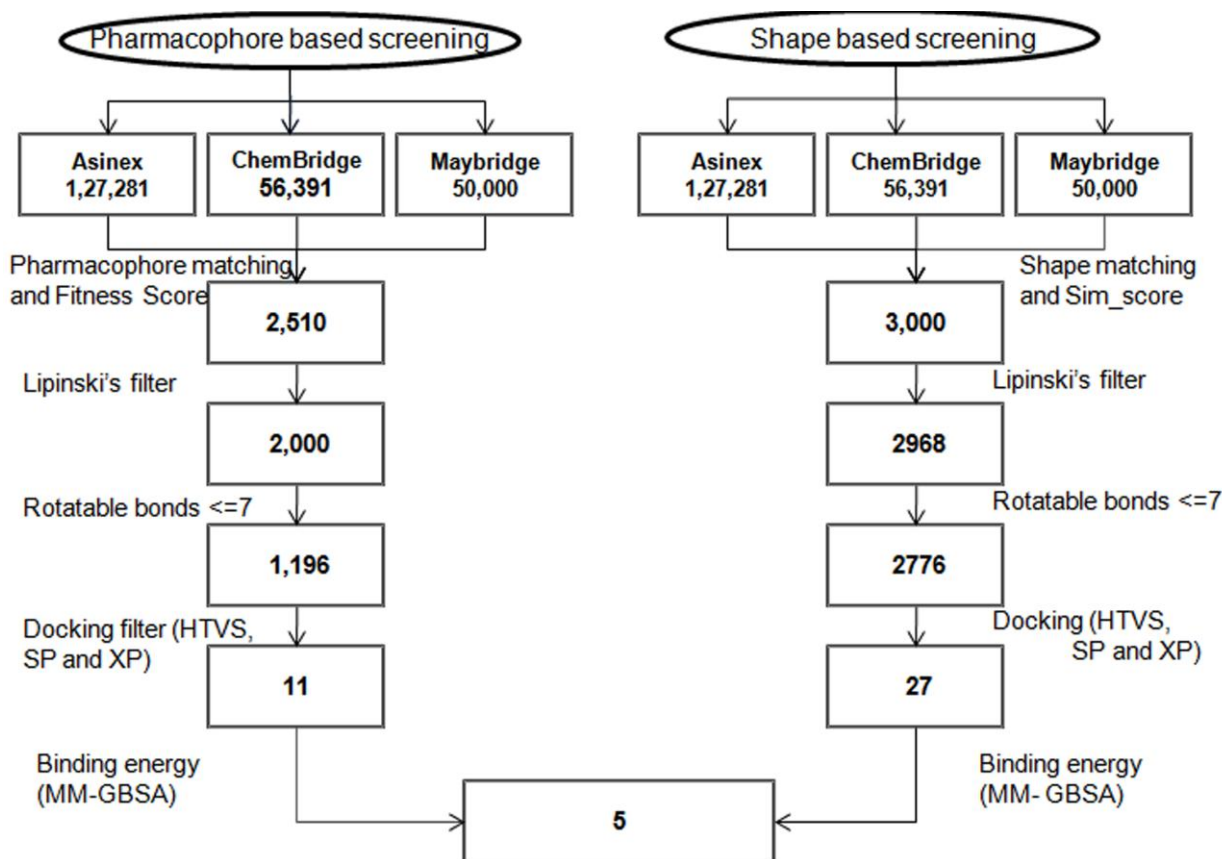 Pharmacophore based screening
Asinex
1,27,281
ChemBridge
56,391
Maybridge
50,000
Pharmacophore matching
and Fitness Score
2,510
Lipinski's filter
2,000
Rotatable bonds <=7
1,196
Docking filter (HTVS,
SP and XP)
11
Binding energy
(MM-GBSA)
Shape based screening
Asinex
1,27,281
ChemBridge
56,391
Maybridge
50,000
Shape matching
and Sim_score
3,000
Lipinski's filter
2968
Rotatable bonds <=7
2776
Docking (HTVS,
SP and XP)
27
Binding energy
(MM- GBSA)
5